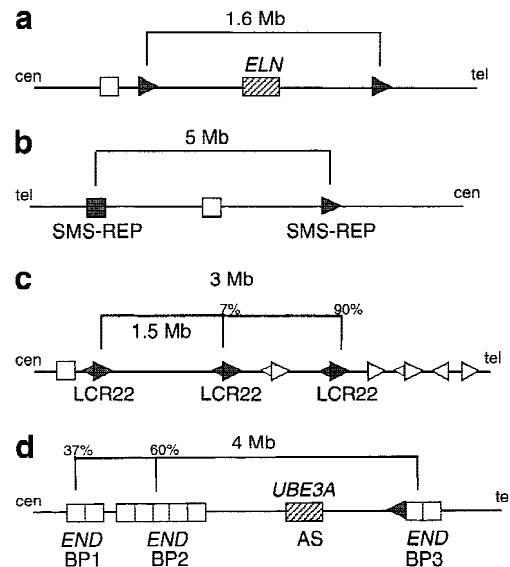 a
1.6 Mb
cen
ELN
tel
b
5 Mb
tel
cen
SMS-REP
SMS-REP
c
3 Mb
7%
90%
1.5 Mb
cen
tel
LCR22
LCR22
LCR22
d
37%
60%
4 Mb
cen
UBE3A
te
END
END
AS
END
BP1
BP2
BP3